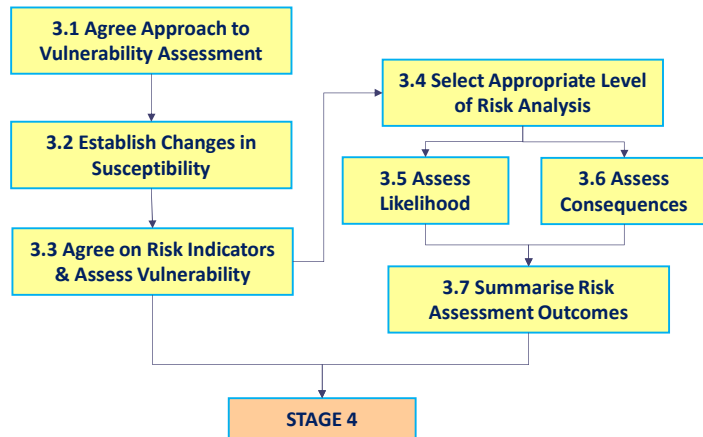 3.1 Agree Approach to
Vulnerability Assessment
3.2 Establish Changes in
Susceptibility
3.3 Agree on Risk Indicators
& Assess Vulnerability
3.4 Select Appropriate Level
of Risk Analysis
3.5 Assess
Likelihood
3.6 Assess
Consequences
3.7 Summarise Risk
Assessment Outcomes
STAGE 4